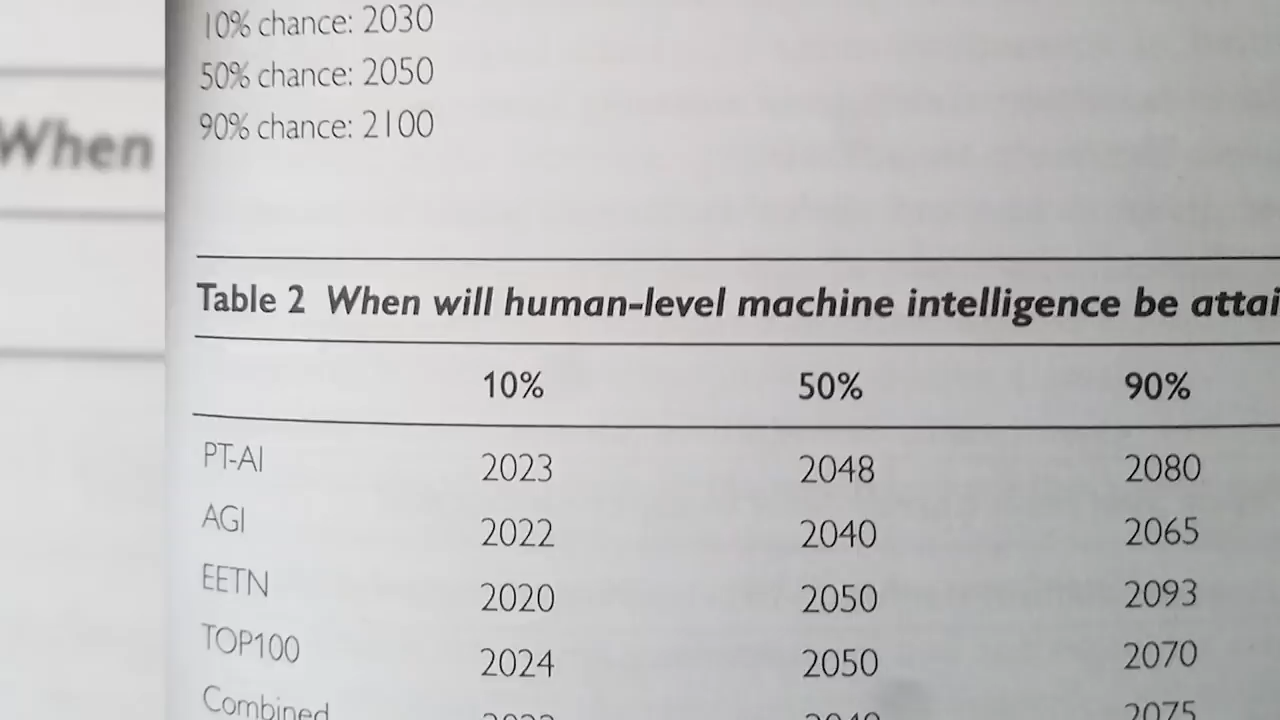 10% chance: 2030
50% chance: 2050
90% chance: 2100
When
Table 2 When will human-level machine intelligence be attai
10% 50% 90%
PT-AI 2023 2048 2080
AGI 2022 2040 2065
EETN 2020 2050 2093
TOP100 2024 2050 2070
Combined 2075